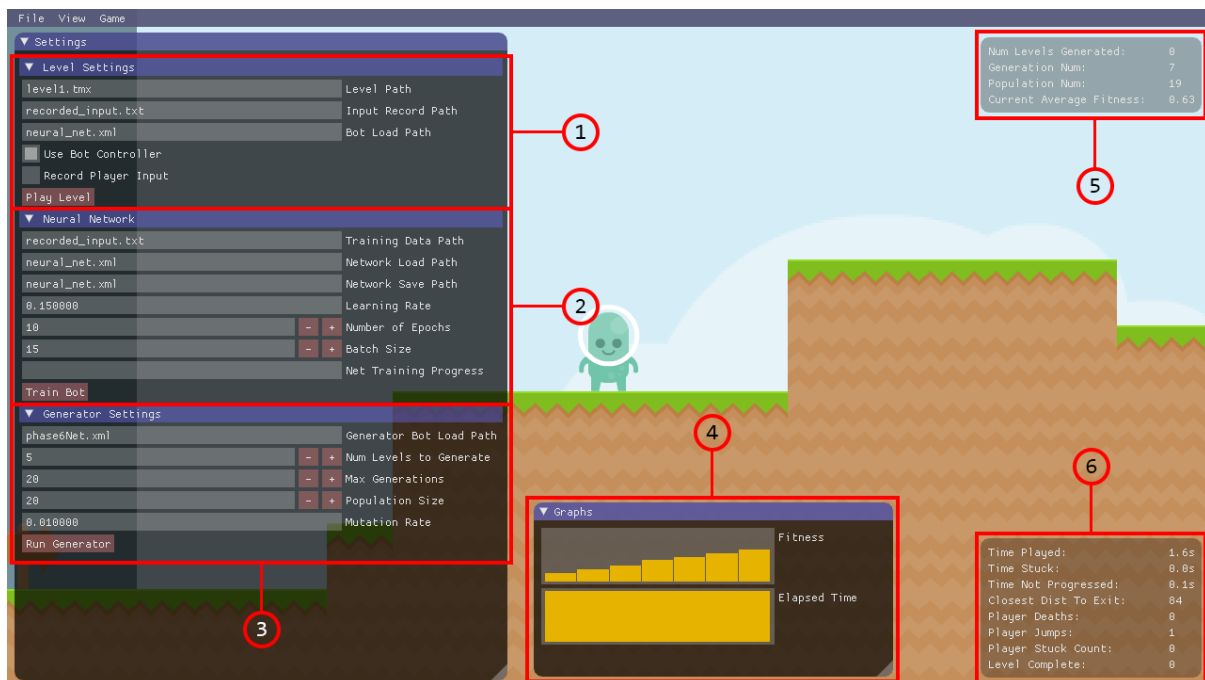 File View Game
Settings
Level Settings
level1.tmx Level Path
recorded_input.txt Input Record Path
neural_net.xml Bot Load Path
Use Bot Controller
Record Player Input
Play Level
1
Neural Network
recorded_input.txt Training Data Path
neural_net.xml Network Load Path
neural_net.xml Network Save Path
0.150000 Learning Rate
10 - + Number of Epochs
15 - + Batch Size
Net Training Progress
Train Bot
2
Generator Settings
phase6Net.xml Generator Bot Load Path
5 - + Num Levels to Generate
20 - + Max Generations
20 - + Population Size
0.010000 Mutation Rate
Run Generator
3
4
Graphs
Fitness
Elapsed Time
Num Levels Generated: 0
Generation Num: 7
Population Num: 19
Current Average Fitness: 0.63
5
6
Time Played: 1.6s
Time Stuck: 0.0s
Time Not Progressed: 0.1s
Closest Dist To Exit: 84
Player Deaths: 0
Player Jumps: 1
Player Stuck Count: 0
Level Complete: 0